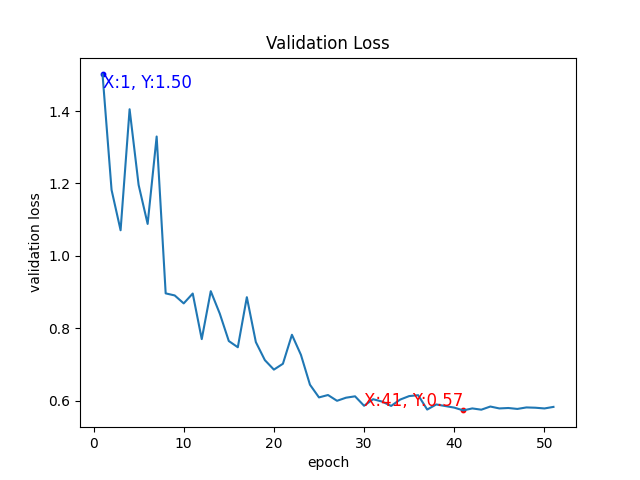 Validation Loss
X:1, Y:1.50
1.4
1.2
1.0
0.8
0.6
validation loss
X:41, Y:0.57
0 10 20 30 40 50
epoch